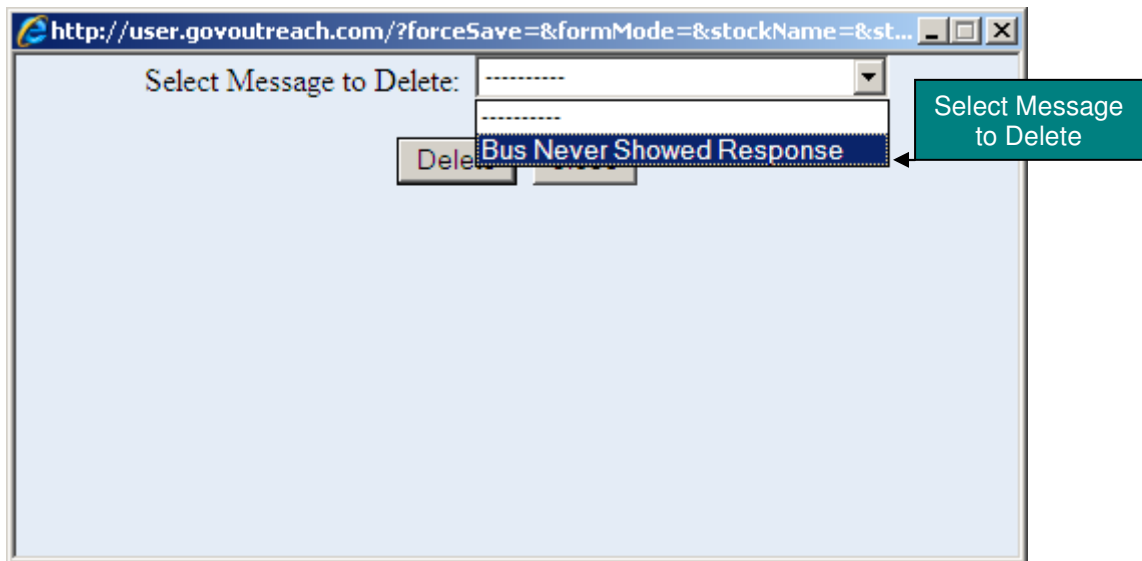 http://user.govoutreach.com/?forceSave=&formMode=&stockName=&st...
Select Message to Delete: ----------
----------
Bus Never Showed Response
Select Message
to Delete